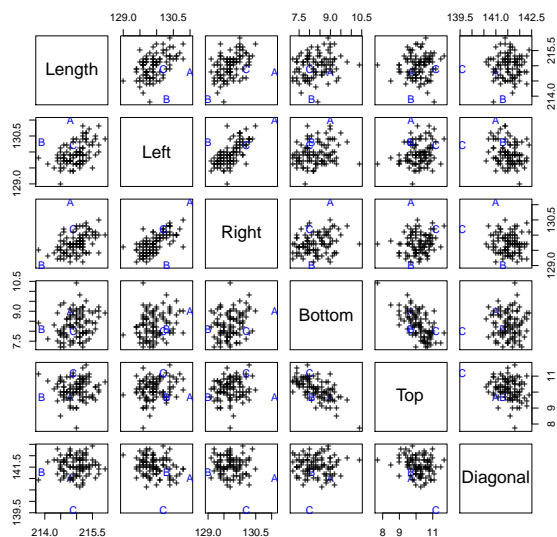 129.0 130.5 7.5 9.0 10.5 139.5 141.0 142.5
Length C A B C A B C A B C A B C A B 214.0 215.5
129.0 130.5 A B C Left A B C A B C A B C A B C
A B C A B C Right A B C A B C A B C 129.0 130.5
7.5 9.0 10.5 A B C A B C A B C Bottom A B C A B C
C A B C A B C A B C A B Top C A B 8 9 10 11
139.5 141.5 B A C B A C B A C B A C B A C Diagonal
214.0 215.5 129.0 130.5 8 9 11